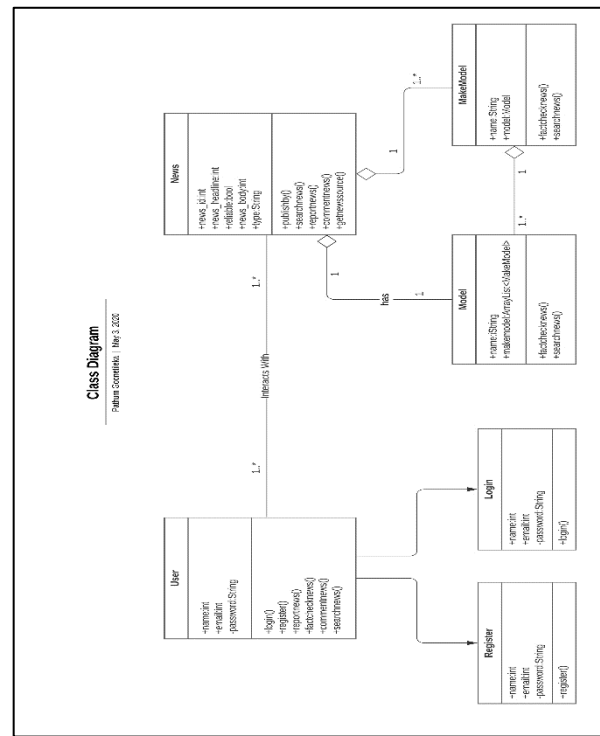 Class Diagram
Pathum Goonetileka | May 3, 2020
User
+name:int
+email:int
-password:String
+login()
+register()
+reportnews()
+factchecknews()
+commentnews()
+searchnews()
1..*
Interacts With
1..*
News
+news_id:int
+news_headline:int
+reliable:bool
+news_body:int
+type:String
+publishby()
+searchnews()
+reportnews()
+commentnews()
+getnewssource()
Register
+name:int
+email:int
-password:String
+register()
Login
+name:int
+email:int
-password:String
+login()
1
has
1
1
1..*
Model
+makemodel:ArrayList<MakeModel>
+factchecknews()
+searchnews()
1..*
1
MakeModel
+name:String
+model:Model
+factchecknews()
+searchnews()